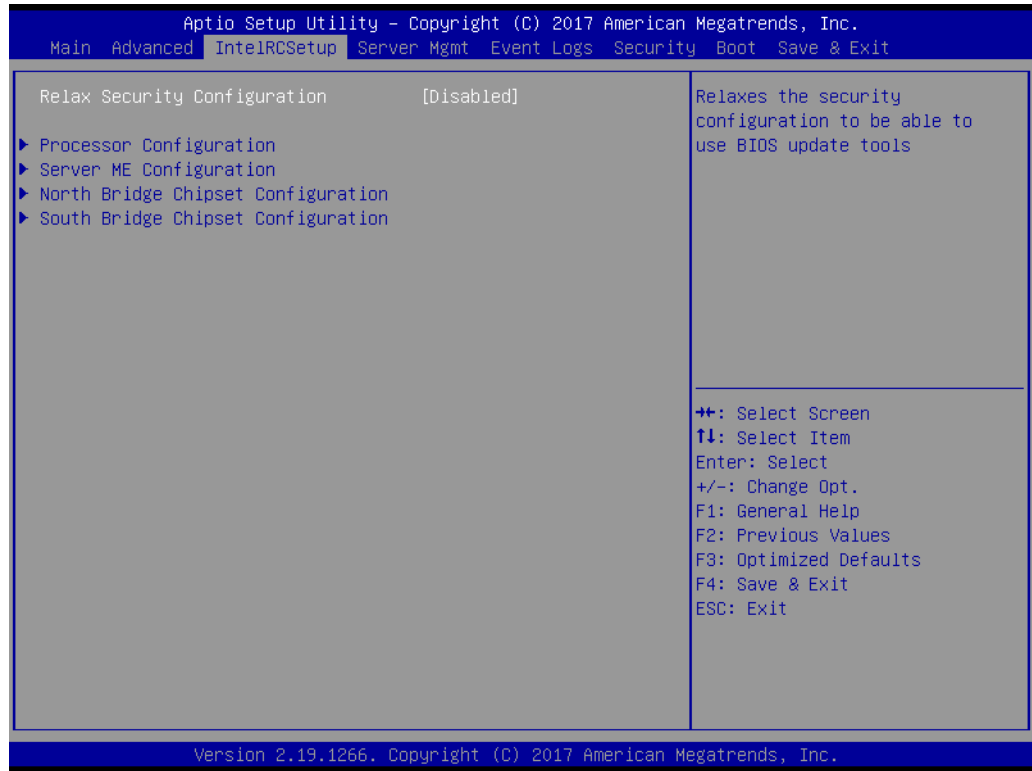 Aptio Setup Utility – Copyright (C) 2017 American Megatrends, Inc.
Main Advanced IntelRCSetup Server Mgmt Event Logs Security Boot Save & Exit
Relax Security Configuration [Disabled]
Processor Configuration
Server ME Configuration
North Bridge Chipset Configuration
South Bridge Chipset Configuration
Relaxes the security
configuration to be able to
use BIOS update tools
→←: Select Screen
↑↓: Select Item
Enter: Select
+/-: Change Opt.
F1: General Help
F2: Previous Values
F3: Optimized Defaults
F4: Save & Exit
ESC: Exit
Version 2.19.1266. Copyright (C) 2017 American Megatrends, Inc.